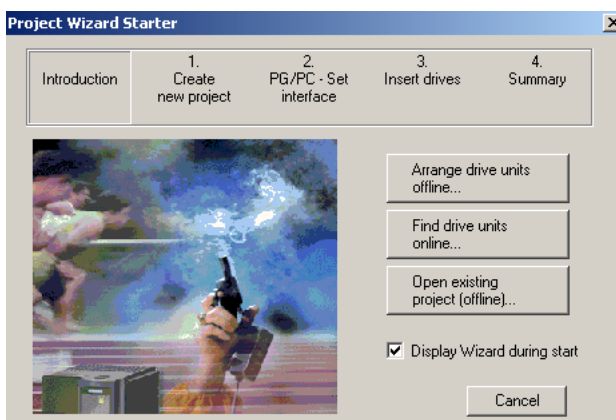 Project Wizard Starter
Introduction
1.
Create
new project
2.
PG/PC - Set
interface
3.
Insert drives
4.
Summary
Arrange drive units
offline...
Find drive units
online...
Open existing
project (offline)...
Display Wizard during start
Cancel